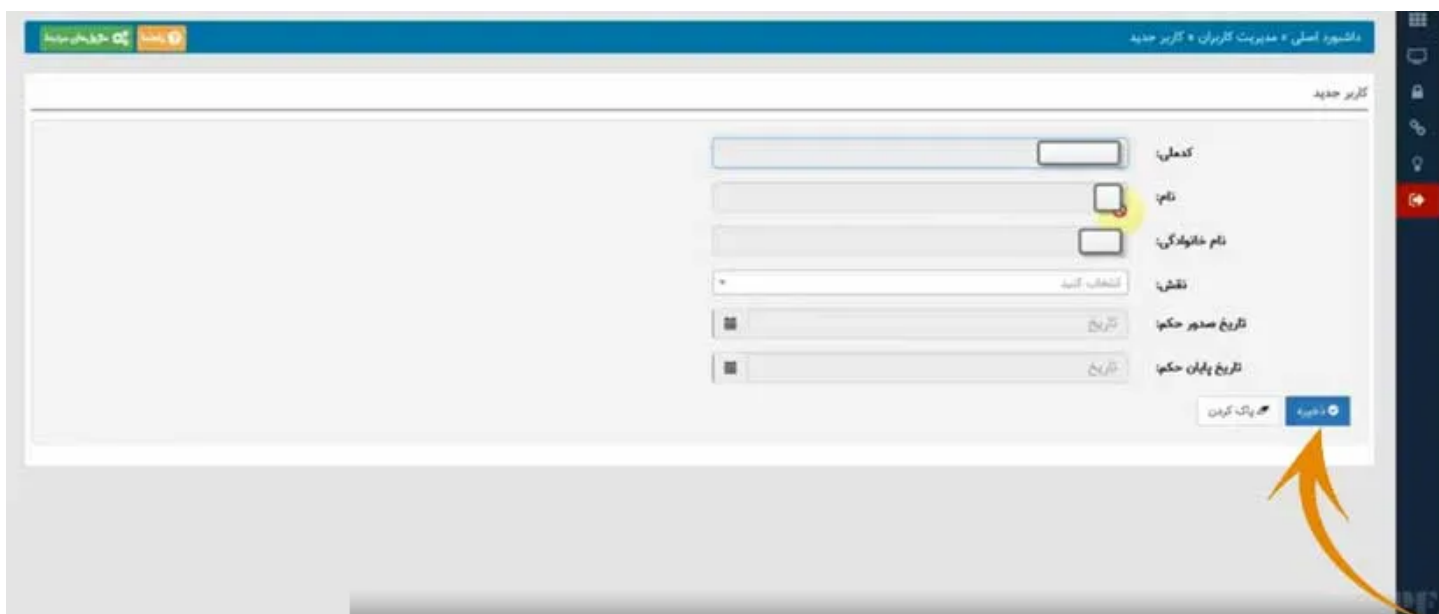 داشبورد اصلی » مدیریت کاربران » کاربر جدید
راهنما
ماژول‌های مرتبط
کاربر جدید
کدملی:
نام:
نام خانوادگی:
نقش:
انتخاب کنید
تاریخ صدور حکم:
تاریخ
تاریخ پایان حکم:
تاریخ
ذخیره
پاک کردن